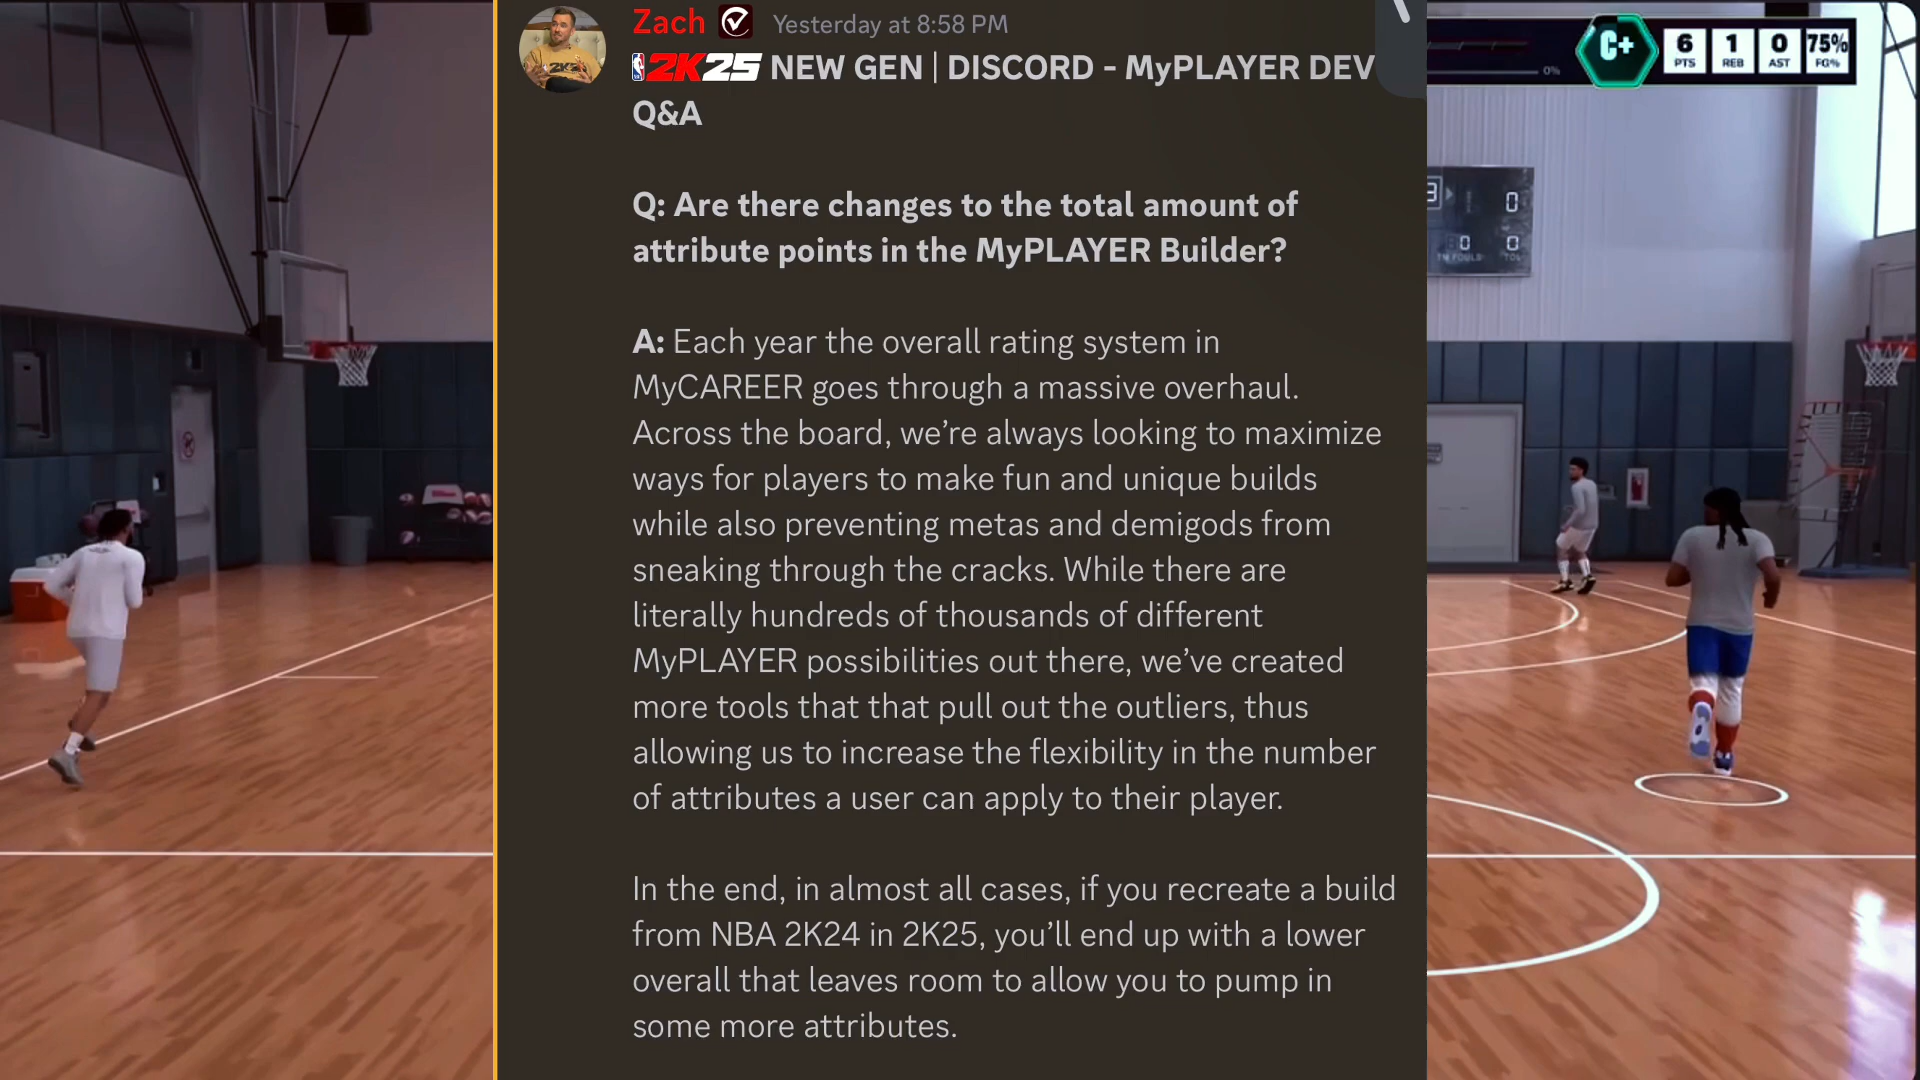 Zach Yesterday at 8:58 PM
2K25 NEW GEN | DISCORD - MyPLAYER DEV
Q&A
Q: Are there changes to the total amount of
attribute points in the MyPLAYER Builder?
A: Each year the overall rating system in
MyCAREER goes through a massive overhaul.
Across the board, we’re always looking to maximize
ways for players to make fun and unique builds
while also preventing metas and demigods from
sneaking through the cracks. While there are
literally hundreds of thousands of different
MyPLAYER possibilities out there, we’ve created
more tools that that pull out the outliers, thus
allowing us to increase the flexibility in the number
of attributes a user can apply to their player.
In the end, in almost all cases, if you recreate a build
from NBA 2K24 in 2K25, you’ll end up with a lower
overall that leaves room to allow you to pump in
some more attributes.
0%
C+
6 1 0 75%
PTS REB AST FG%
0
0 0